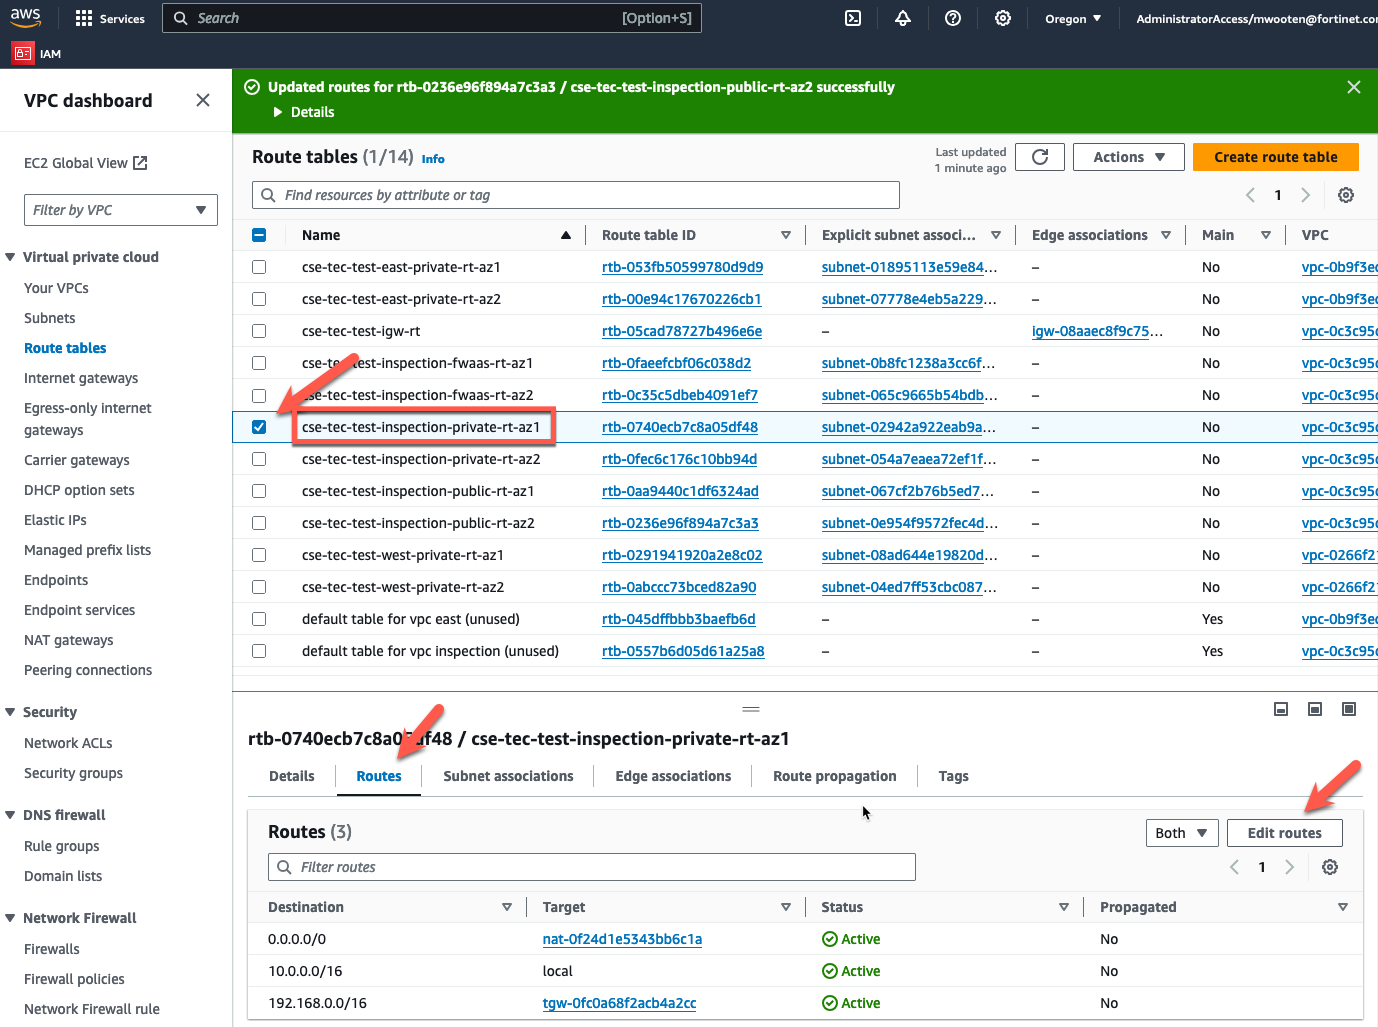 aws
Services
Search
[Option+S]
Oregon
AdministratorAccess/mwooten@fortinet.co
IAM
VPC dashboard
EC2 Global View
Filter by VPC
Virtual private cloud
Your VPCs
Subnets
Route tables
Internet gateways
Egress-only internet
gateways
Carrier gateways
DHCP option sets
Elastic IPs
Managed prefix lists
Endpoints
Endpoint services
NAT gateways
Peering connections
Security
Network ACLs
Security groups
DNS firewall
Rule groups
Domain lists
Network Firewall
Firewalls
Firewall policies
Network Firewall rule
Updated routes for rtb-0236e96f894a7c3a3 / cse-tec-test-inspection-public-rt-az2 successfully
Details
Route tables (1/14) Info
Last updated
1 minute ago
Actions
Create route table
Find resources by attribute or tag
1
Name Route table ID Explicit subnet associ... Edge associations Main VPC
cse-tec-test-east-private-rt-az1 rtb-053fb50599780d9d9 subnet-01895113e59e84... – No vpc-0b9f3e
cse-tec-test-east-private-rt-az2 rtb-00e94c17670226cb1 subnet-07778e4eb5a229... – No vpc-0b9f3e
cse-tec-test-igw-rt rtb-05cad78727b496e6e – igw-08aaec8f9c75... No vpc-0c3c95
cse-tec-test-inspection-fwaas-rt-az1 rtb-0faeefcbf06c038d2 subnet-0b8fc1238a3cc6f... – No vpc-0c3c95
cse-tec-test-inspection-fwaas-rt-az2 rtb-0c35c5dbeb4091ef7 subnet-065c9665b54bdb... – No vpc-0c3c95
cse-tec-test-inspection-private-rt-az1 rtb-0740ecb7c8a05df48 subnet-02942a922eab9a... – No vpc-0c3c95
cse-tec-test-inspection-private-rt-az2 rtb-0fec6c176c10bb94d subnet-054a7eaea72ef1f... – No vpc-0c3c95
cse-tec-test-inspection-public-rt-az1 rtb-0aa9440c1df6324ad subnet-067cf2b76b5ed7... – No vpc-0c3c95
cse-tec-test-inspection-public-rt-az2 rtb-0236e96f894a7c3a3 subnet-0e954f9572fec4d... – No vpc-0c3c95
cse-tec-test-west-private-rt-az1 rtb-0291941920a2e8c02 subnet-08ad644e19820d... – No vpc-0266f2
cse-tec-test-west-private-rt-az2 rtb-0abccc73bced82a90 subnet-04ed7ff53cbc087... – No vpc-0266f2
default table for vpc east (unused) rtb-045dffbbb3baefb6d – – Yes vpc-0b9f3e
default table for vpc inspection (unused) rtb-0557b6d05d61a25a8 – – Yes vpc-0c3c95
rtb-0740ecb7c8a05df48 / cse-tec-test-inspection-private-rt-az1
Details Routes Subnet associations Edge associations Route propagation Tags
Routes (3)
Both
Edit routes
Filter routes
1
Destination Target Status Propagated
0.0.0.0/0 nat-0f24d1e5343bb6c1a Active No
10.0.0.0/16 local Active No
192.168.0.0/16 tgw-0fc0a68f2acb4a2cc Active No